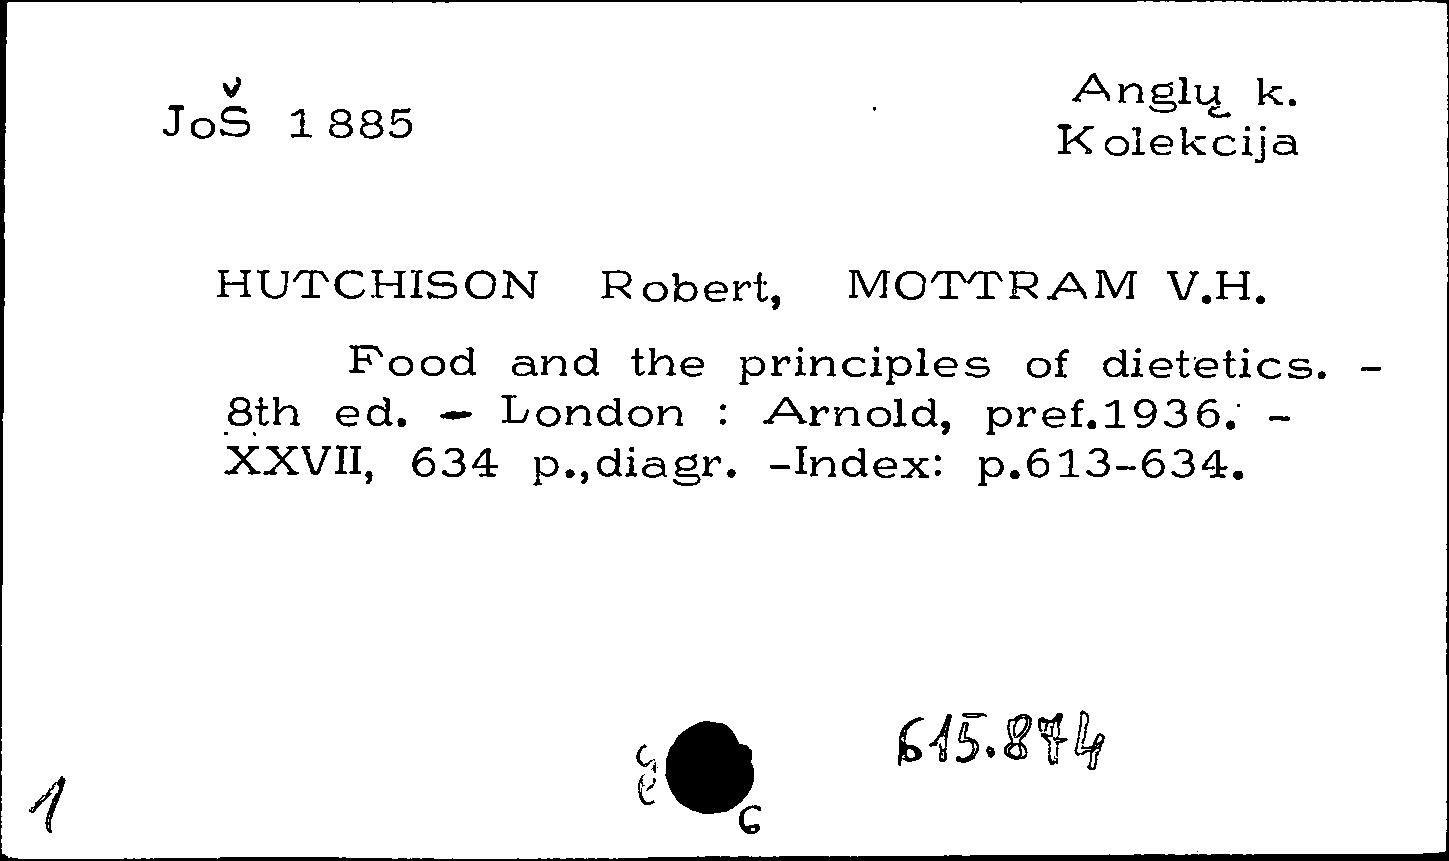 JoŠ 1885
Anglų k.
Kolekcija
HUTCHISON Robert, MOTTRAM V.H.
Food and the principles of dietetics. -
8th ed. - London : Arnold, pref.1936. -
XXVII, 634 p.,diagr. -Index: p.613-634.
615.874
1